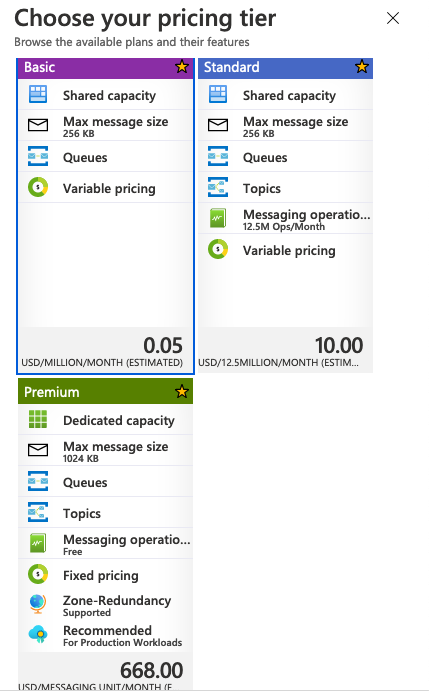 Choose your pricing tier
Browse the available plans and their features
Basic
Shared capacity
Max message size
256 KB
Queues
Variable pricing
0.05
USD/MILLION/MONTH (ESTIMATED)
Standard
Shared capacity
Max message size
256 KB
Queues
Topics
Messaging operatio...
12.5M Ops/Month
Variable pricing
10.00
USD/12.5MILLION/MONTH (ESTIM...
Premium
Dedicated capacity
Max message size
1024 KB
Queues
Topics
Messaging operatio...
Free
Fixed pricing
Zone-Redundancy
Supported
Recommended
For Production Workloads
668.00
USD/MESSAGING UNIT/MONTH (E